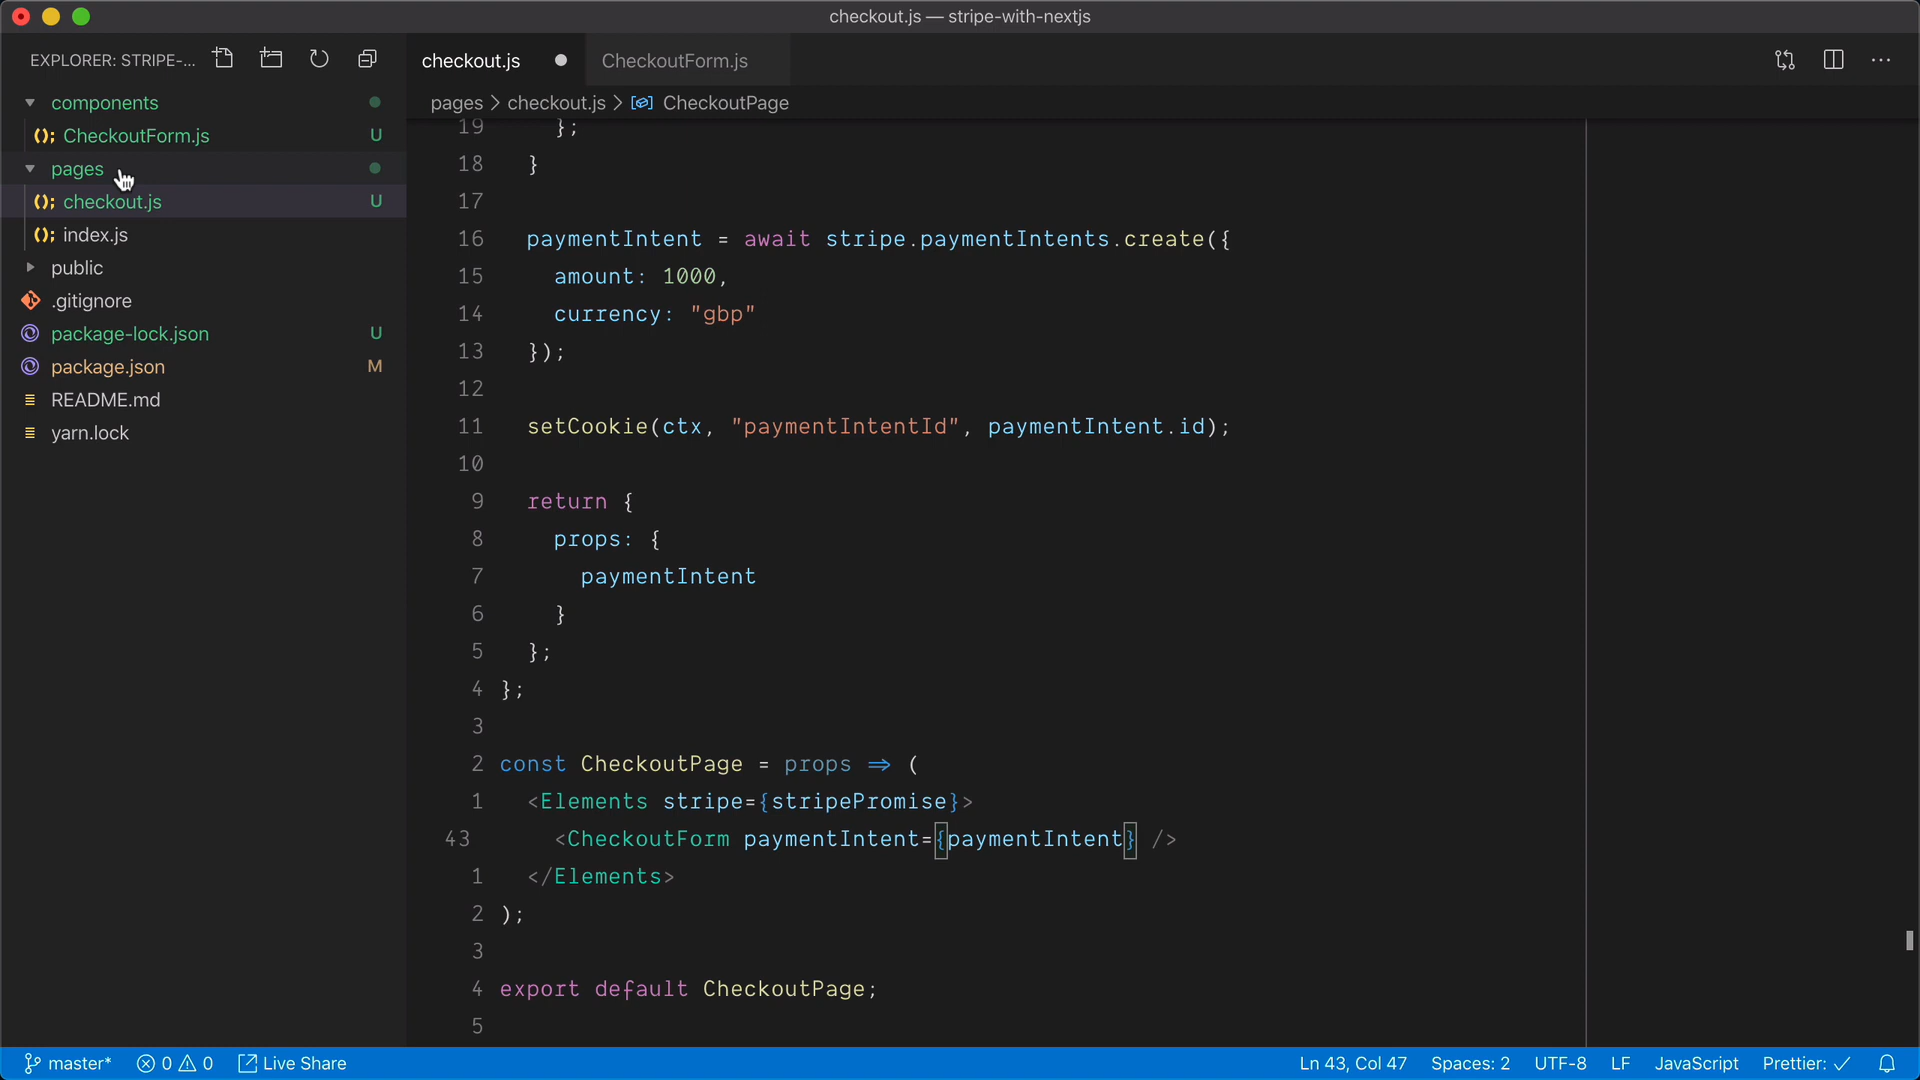 checkout.js — stripe-with-nextjs
EXPLORER: STRIPE-...
components
CheckoutForm.js U
pages
checkout.js U
index.js
public
.gitignore
package-lock.json U
package.json M
README.md
yarn.lock
checkout.js
CheckoutForm.js
pages > checkout.js > CheckoutPage
19 };
18 }
17
16 paymentIntent = await stripe.paymentIntents.create({
15 amount: 1000,
14 currency: "gbp"
13 });
12
11 setCookie(ctx, "paymentIntentId", paymentIntent.id);
10
9 return {
8 props: {
7 paymentIntent
6 }
5 };
4 };
3
2 const CheckoutPage = props ⇒ (
1 <Elements stripe={stripePromise}>
43 <CheckoutForm paymentIntent={paymentIntent} />
1 </Elements>
2 );
3
4 export default CheckoutPage;
5
master* 0 0 Live Share
Ln 43, Col 47 Spaces: 2 UTF-8 LF JavaScript Prettier: ✓